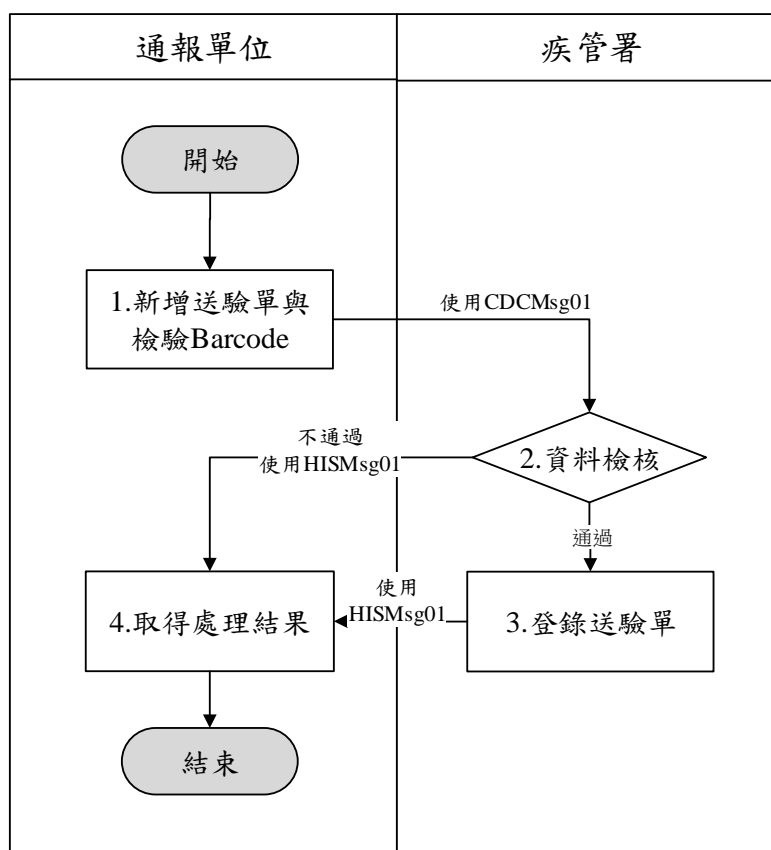 通報單位
疾管署
開始
1.新增送驗單與
檢驗Barcode
使用CDCMsg01
不通過
使用HISMsg01
2.資料檢核
通過
使用
HISMsg01
4.取得處理結果
3.登錄送驗單
結束